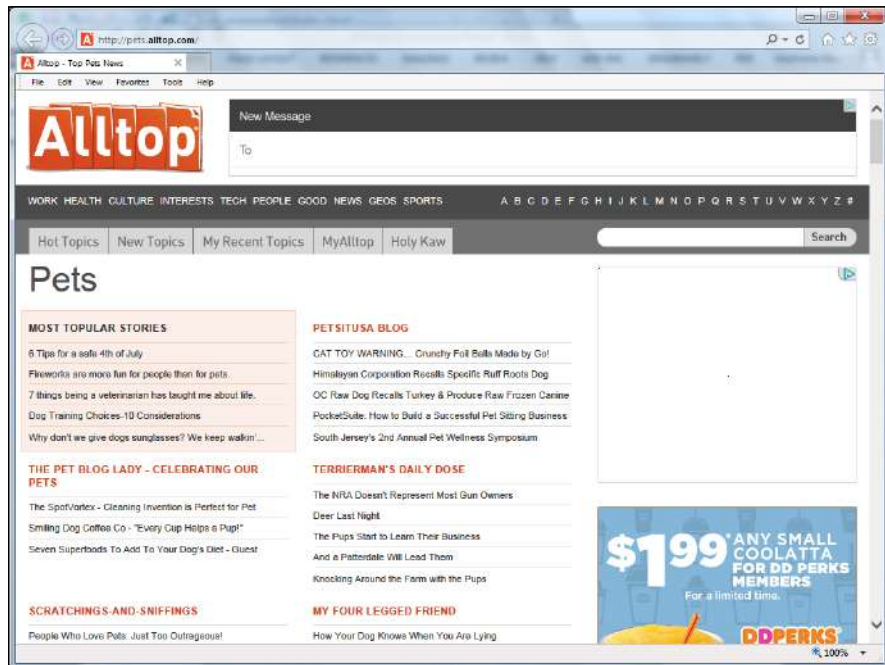 http://pets.alltop.com/
Alltop - Top Pets News
File Edit View Favorites Tools Help
Alltop
New Message
To
WORK HEALTH CULTURE INTERESTS TECH PEOPLE GOOD NEWS GEOS SPORTS A B C D E F G H I J K L M N O P Q R S T U V W X Y Z #
Hot Topics New Topics My Recent Topics MyAlltop Holy Kaw Search
Pets
MOST TOPULAR STORIES
6 Tips for a safe 4th of July
Fireworks are more fun for people than for pets.
7 things being a veterinarian has taught me about life.
Dog Training Choices-10 Considerations
Why don't we give dogs sunglasses? We keep walkin'...
PETSITUSA BLOG
CAT TOY WARNING... Crunchy Foil Balls Made by Go!
Himalayan Corporation Recalls Specific Ruff Roots Dog
OC Raw Dog Recalls Turkey & Produce Raw Frozen Canine
PocketSuite: How to Build a Successful Pet Sitting Business
South Jersey's 2nd Annual Pet Wellness Symposium
THE PET BLOG LADY - CELEBRATING OUR
PETS
The SpotVortex - Cleaning Invention is Perfect for Pet
Smiling Dog Coffee Co - "Every Cup Helps a Pup!"
Seven Superfoods To Add To Your Dog's Diet - Guest
TERRIERMAN'S DAILY DOSE
The NRA Doesn't Represent Most Gun Owners
Deer Last Night
The Pups Start to Learn Their Business
And a Patterdale Will Lead Them
Knocking Around the Farm with the Pups
SCRATCHINGS-AND-SNIFFINGS
People Who Love Pets: Just Too Outrageous!
MY FOUR LEGGED FRIEND
How Your Dog Knows When You Are Lying
$1.99* ANY SMALL
COOLATTA
FOR DD PERKS
MEMBERS
For a limited time.
DDPERKS
100%